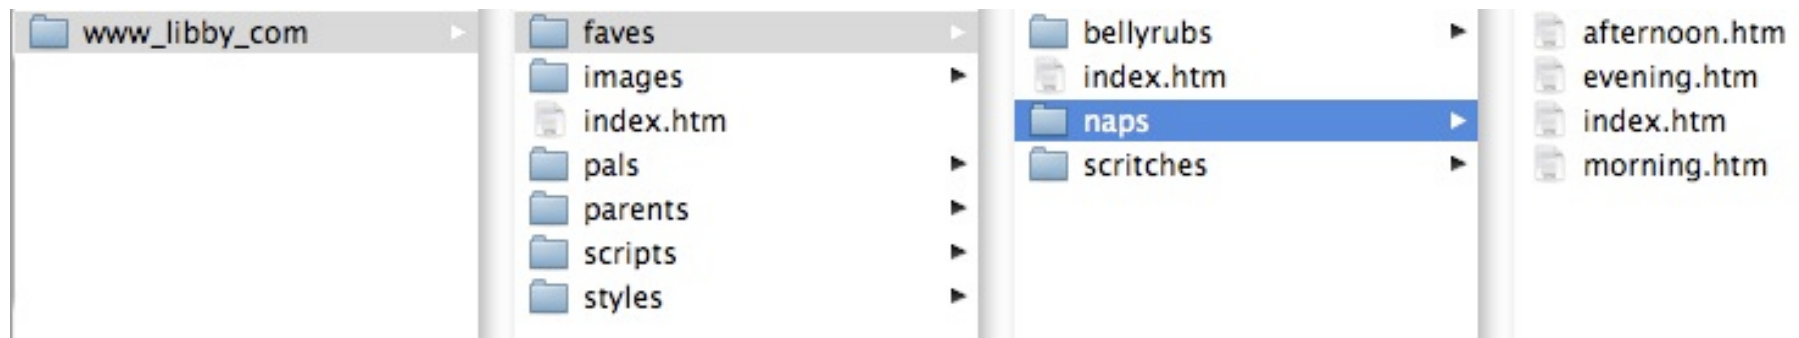 www_libby_com
faves
images
index.htm
pals
parents
scripts
styles
bellyrubs
index.htm
naps
scritches
afternoon.htm
evening.htm
index.htm
morning.htm